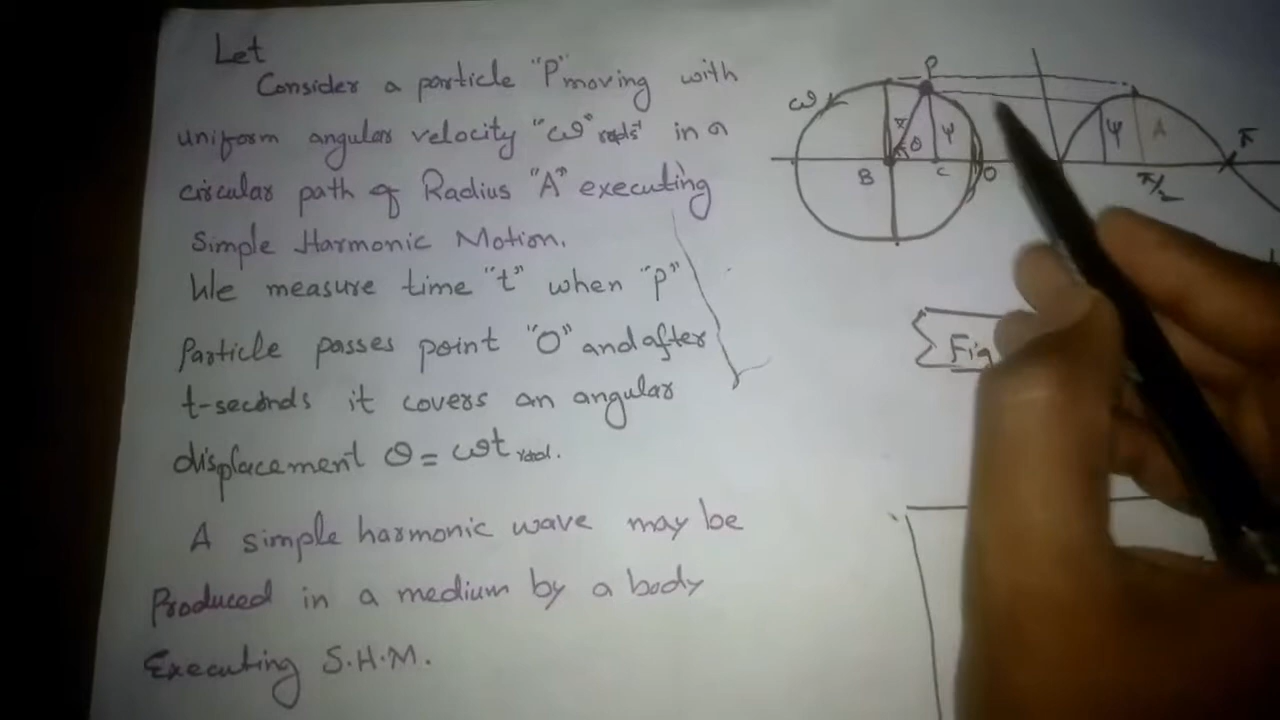 Let
Consider a particle "P" moving with
uniform angular velocity "ω" rads⁻¹ in a
circular path of Radius "A" executing
Simple Harmonic Motion.
We measure time "t" when "P"
Particle passes point "O" and after
t-seconds it covers an angular
displacement θ = ωt rad.
A simple harmonic wave may be
Produced in a medium by a body
Executing S.H.M.
P
ω
θ
ψ
B
C
O
ψ
A
π/2
π
Fig